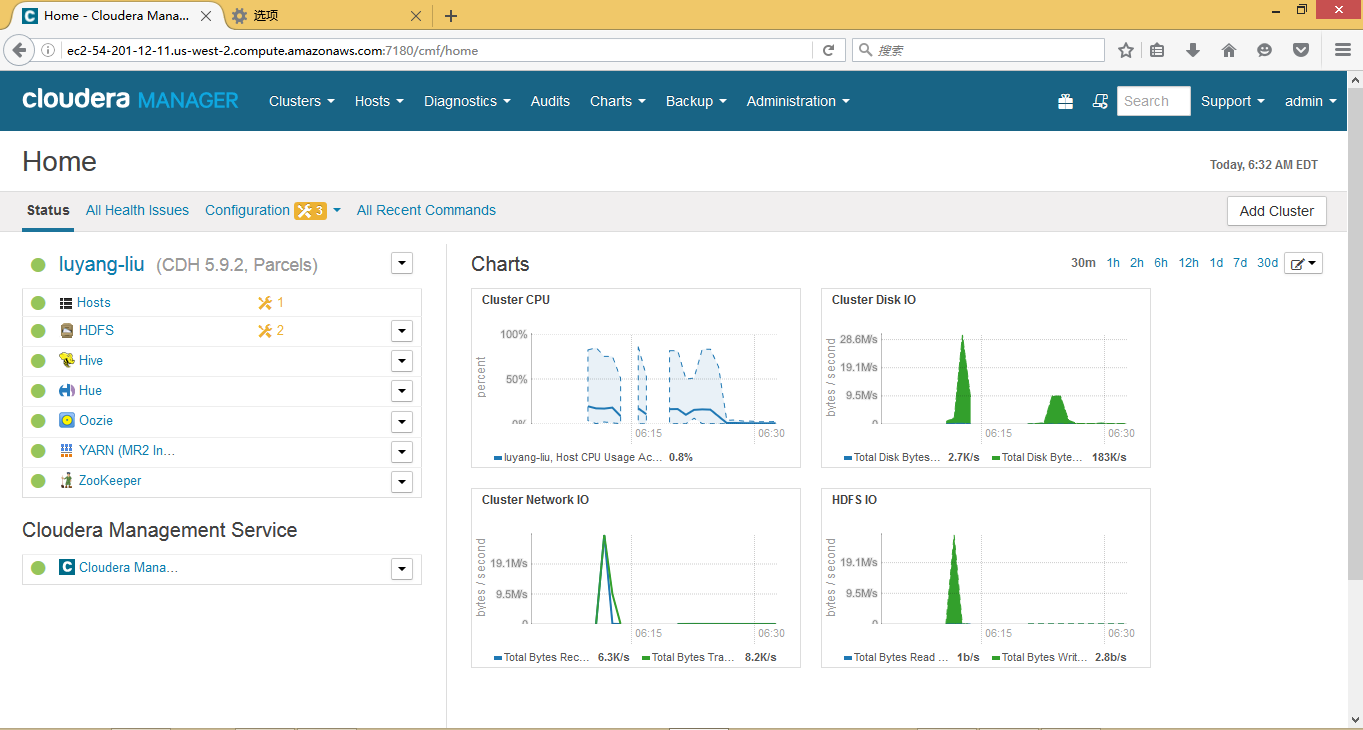 Home - Cloudera Mana...
选项
ec2-54-201-12-11.us-west-2.compute.amazonaws.com:7180/cmf/home
搜索
cloudera MANAGER Clusters Hosts Diagnostics Audits Charts Backup Administration Search Support admin
Home
Today, 6:32 AM EDT
Status All Health Issues Configuration 3 All Recent Commands Add Cluster
luyang-liu (CDH 5.9.2, Parcels)
Hosts 1
HDFS 2
Hive
Hue
Oozie
YARN (MR2 In...
ZooKeeper
Cloudera Management Service
Cloudera Mana...
Charts 30m 1h 2h 6h 12h 1d 7d 30d
Cluster CPU
percent
100%
50%
0%
06:15 06:30
luyang-liu, Host CPU Usage Ac... 0.8%
Cluster Disk IO
bytes / second
28.6M/s
19.1M/s
9.5M/s
0
06:15 06:30
Total Disk Bytes... 2.7K/s Total Disk Byte... 183K/s
Cluster Network IO
bytes / second
19.1M/s
9.5M/s
0
06:15 06:30
Total Bytes Rec... 6.3K/s Total Bytes Tra... 8.2K/s
HDFS IO
bytes / second
19.1M/s
9.5M/s
0
06:15 06:30
Total Bytes Read ... 1b/s Total Bytes Writ... 2.8b/s